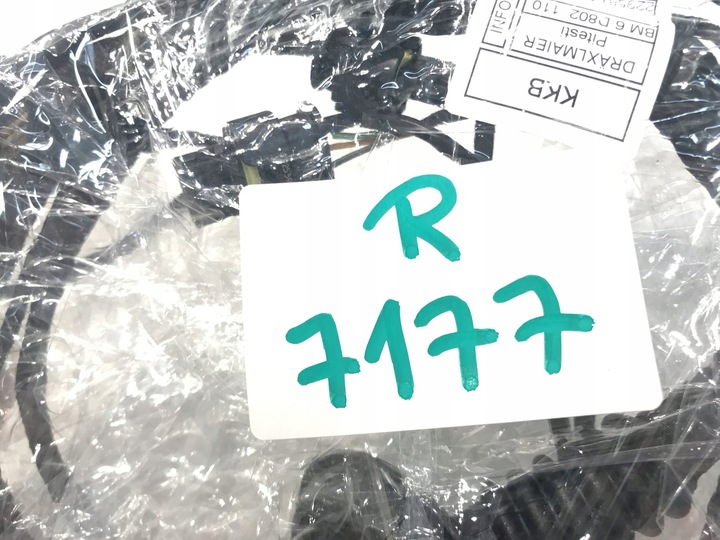 KKB
DRAXLMAIER
Pitesti
BM 6 D802 110
INFO
R
7177